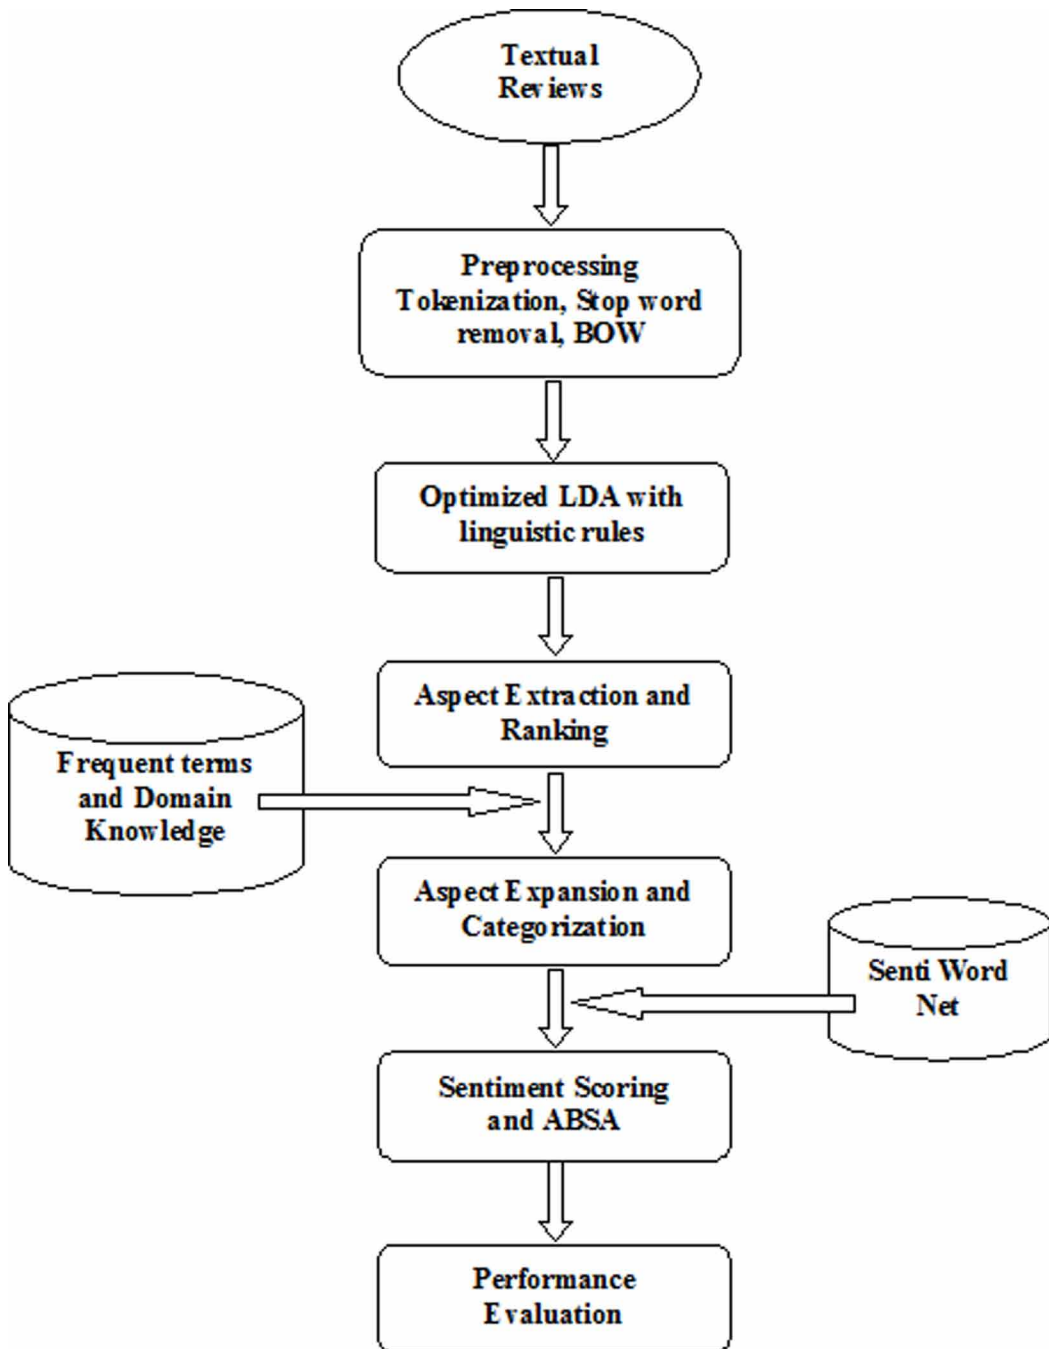 Textual
Reviews
Preprocessing
Tokenization, Stop word
removal, BOW
Optimized LDA with
linguistic rules
Aspect Extraction and
Ranking
Frequent terms
and Domain
Knowledge
Aspect Expansion and
Categorization
Senti Word
Net
Sentiment Scoring
and ABSA
Performance
Evaluation